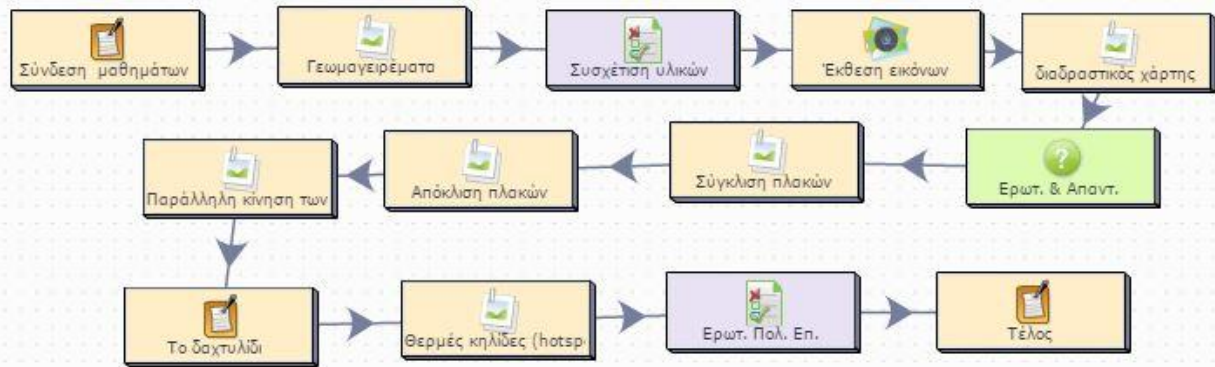 Σύνδεση μαθημάτων
Γεωμαγειρέματα
Συσχέτιση υλικών
Έκθεση εικόνων
διαδραστικός χάρτης
Ερωτ. & Απαντ.
Σύγκλιση πλακών
Απόκλιση πλακών
Παράλληλη κίνηση των
Το δαχτυλίδι
Θερμές κηλίδες (hotsp
Ερωτ. Πολ. Επ.
Τέλος